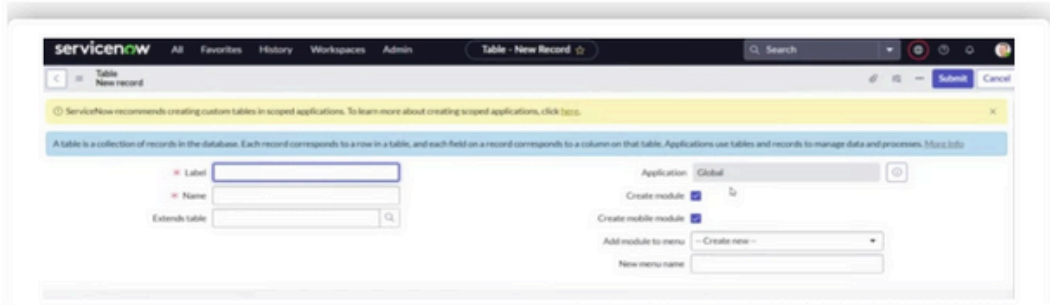 servicenow All Favorites History Workspaces Admin Table - New Record ☆ Search
Table
New record
Submit Cancel
ServiceNow recommends creating custom tables in scoped applications. To learn more about creating scoped applications, click here.
A table is a collection of records in the database. Each record corresponds to a row in a table, and each field on a record corresponds to a column on that table. Applications use tables and records to manage data and processes. More Info
* Label
Application Global
* Name
Create module
Extends table
Create mobile module
Add module to menu -- Create new --
New menu name